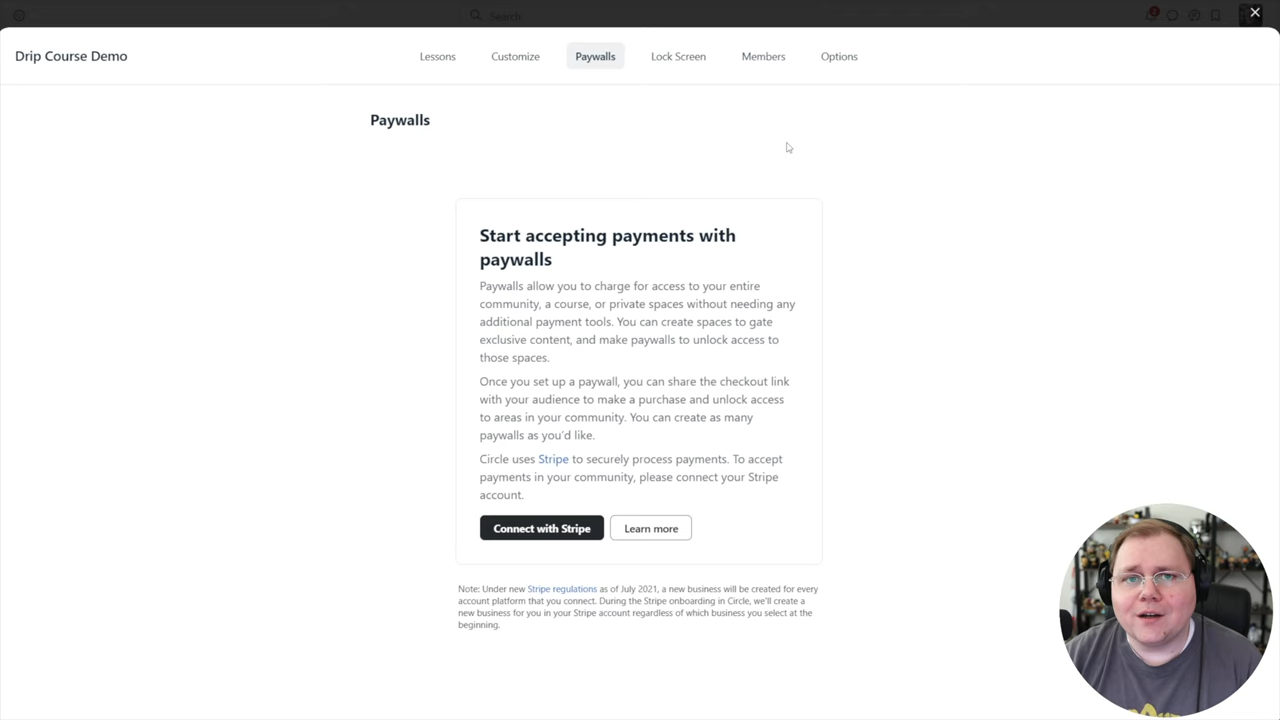 Search
2
Drip Course Demo
Lessons
Customize
Paywalls
Lock Screen
Members
Options
Paywalls
Start accepting payments with
paywalls
Paywalls allow you to charge for access to your entire
community, a course, or private spaces without needing any
additional payment tools. You can create spaces to gate
exclusive content, and make paywalls to unlock access to
those spaces.
Once you set up a paywall, you can share the checkout link
with your audience to make a purchase and unlock access
to areas in your community. You can create as many
paywalls as you'd like.
Circle uses Stripe to securely process payments. To accept
payments in your community, please connect your Stripe
account.
Connect with Stripe
Learn more
Note: Under new Stripe regulations as of July 2021, a new business will be created for every
account platform that you connect. During the Stripe onboarding in Circle, we'll create a
new business for you in your Stripe account regardless of which business you select at the
beginning.